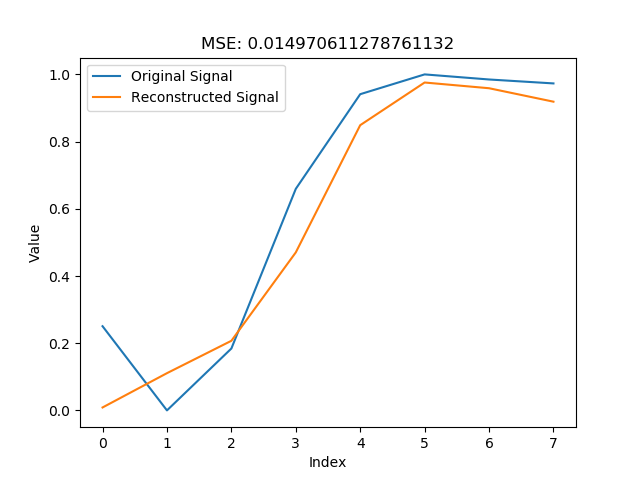 MSE: 0.014970611278761132
Original Signal
Reconstructed Signal
1.0
0.8
0.6
0.4
0.2
0.0
Value
0 1 2 3 4 5 6 7
Index